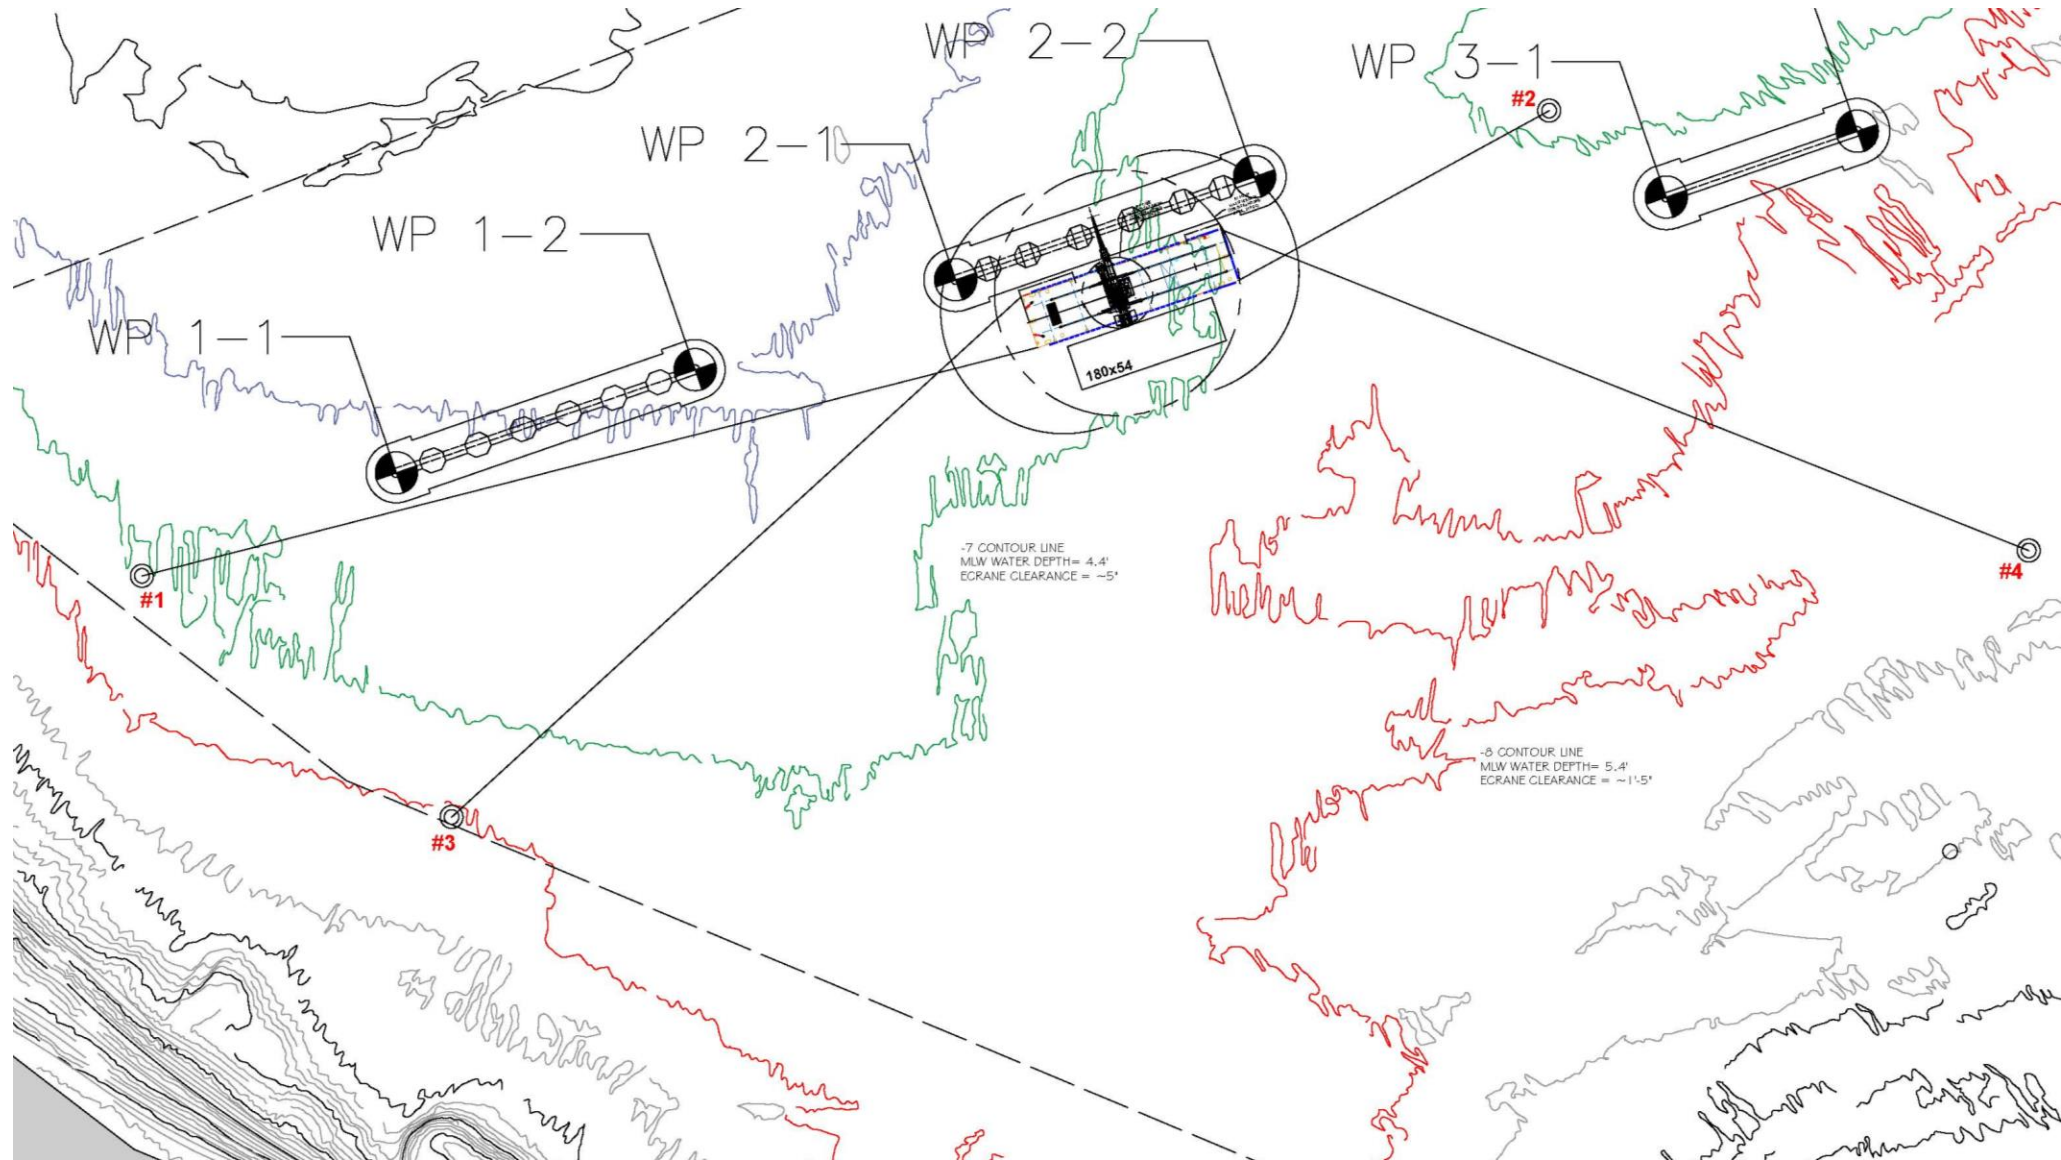 WP 2-2
WP 3-1
#2
WP 2-1
WP 1-2
WP 1-1
180x54
-7 CONTOUR LINE
MLW WATER DEPTH= 4.4'
ECRANE CLEARANCE = ~5"
#1
#4
-8 CONTOUR LINE
MLW WATER DEPTH= 5.4'
ECRANE CLEARANCE = ~1'-5"
#3